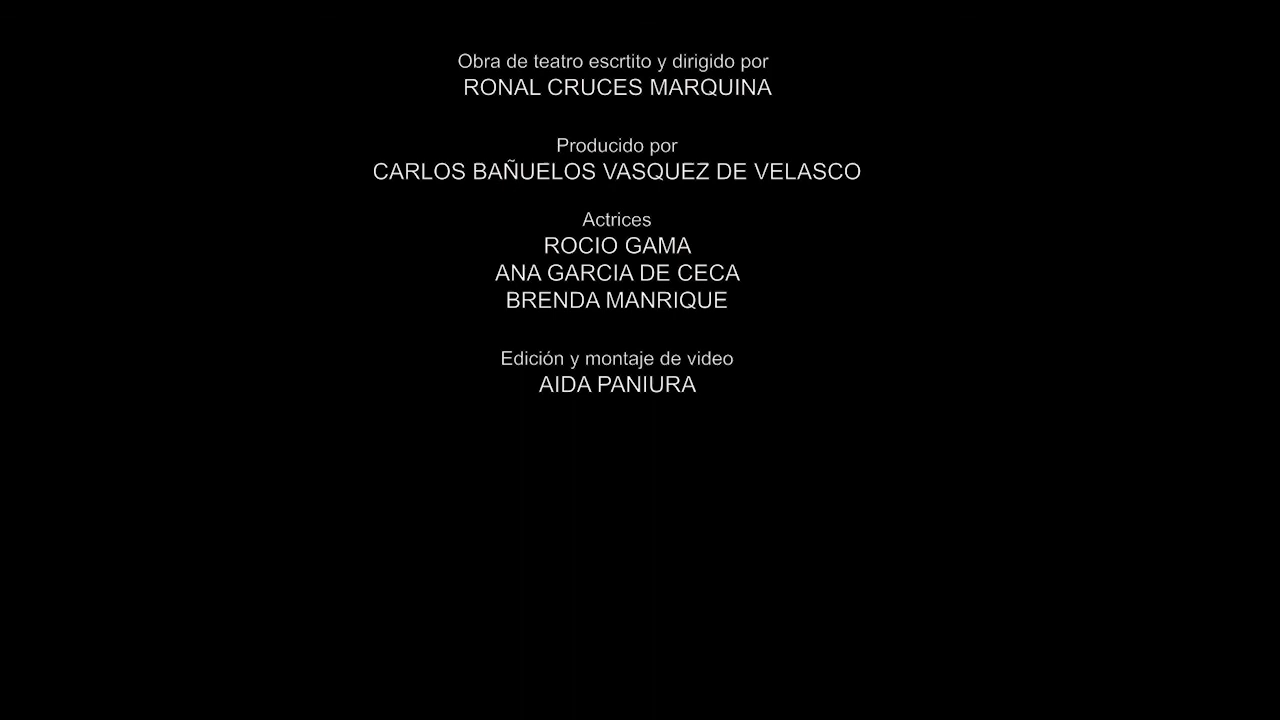 Obra de teatro escrtito y dirigido por
RONAL CRUCES MARQUINA
Producido por
CARLOS BAÑUELOS VASQUEZ DE VELASCO
Actrices
ROCIO GAMA
ANA GARCIA DE CECA
BRENDA MANRIQUE
Edición y montaje de video
AIDA PANIURA